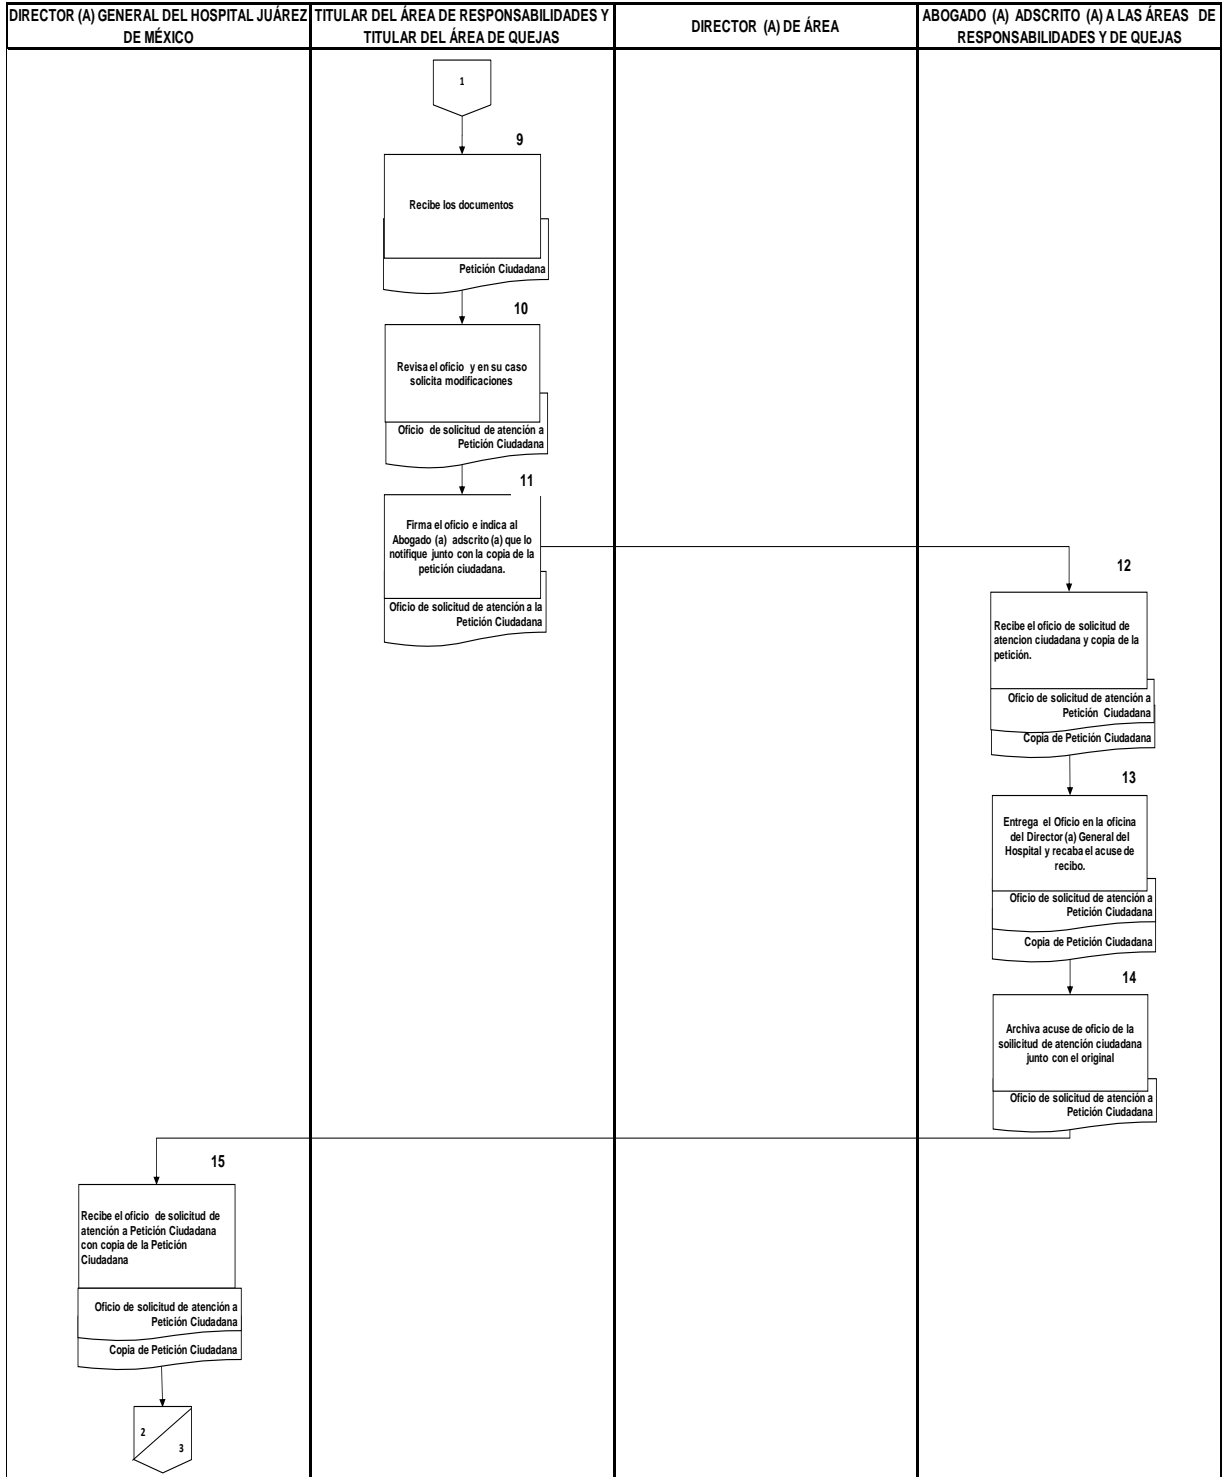 DIRECTOR (A) GENERAL DEL HOSPITAL JUÁREZ
DE MÉXICO
TITULAR DEL ÁREA DE RESPONSABILIDADES Y
TITULAR DEL ÁREA DE QUEJAS
DIRECTOR (A) DE ÁREA
ABOGADO (A) ADSCRITO (A) A LAS ÁREAS DE
RESPONSABILIDADES Y DE QUEJAS
1
9
Recibe los documentos
Petición Ciudadana
10
Revisa el oficio y en su caso
solicita modificaciones
Oficio de solicitud de atención a
Petición Ciudadana
11
Firma el oficio e indica al
Abogado (a) adscrito (a) que lo
notifique junto con la copia de la
petición ciudadana.
Oficio de solicitud de atención a la
Petición Ciudadana
12
Recibe el oficio de solicitud de
atencion ciudadana y copia de la
petición.
Oficio de solicitud de atención a
Petición Ciudadana
Copia de Petición Ciudadana
13
Entrega el Oficio en la oficina
del Director (a) General del
Hospital y recaba el acuse de
recibo.
Oficio de solicitud de atención a
Petición Ciudadana
Copia de Petición Ciudadana
14
Archiva acuse de oficio de la
soilicitud de atención ciudadana
junto con el original
Oficio de solicitud de atención a
Petición Ciudadana
15
Recibe el oficio de solicitud de
atención a Petición Ciudadana
con copia de la Petición
Ciudadana
Oficio de solicitud de atención a
Petición Ciudadana
Copia de Petición Ciudadana
2
3